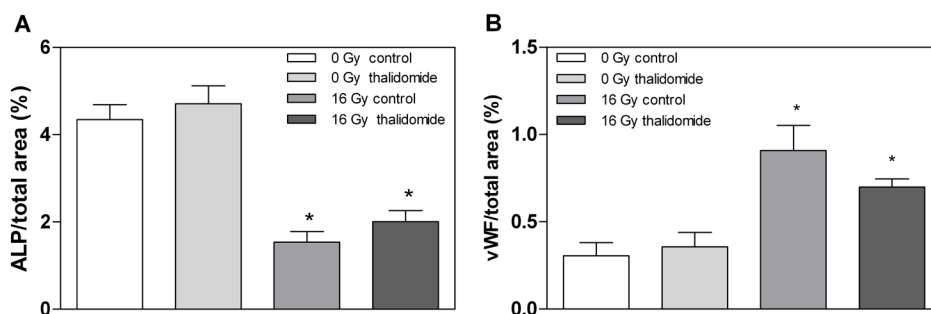 A
ALP/total area (%)
6
4
2
0
0 Gy control
0 Gy thalidomide
16 Gy control
16 Gy thalidomide
*
*
B
vWF/total area (%)
1.5
1.0
0.5
0.0
0 Gy control
0 Gy thalidomide
16 Gy control
16 Gy thalidomide
*
*